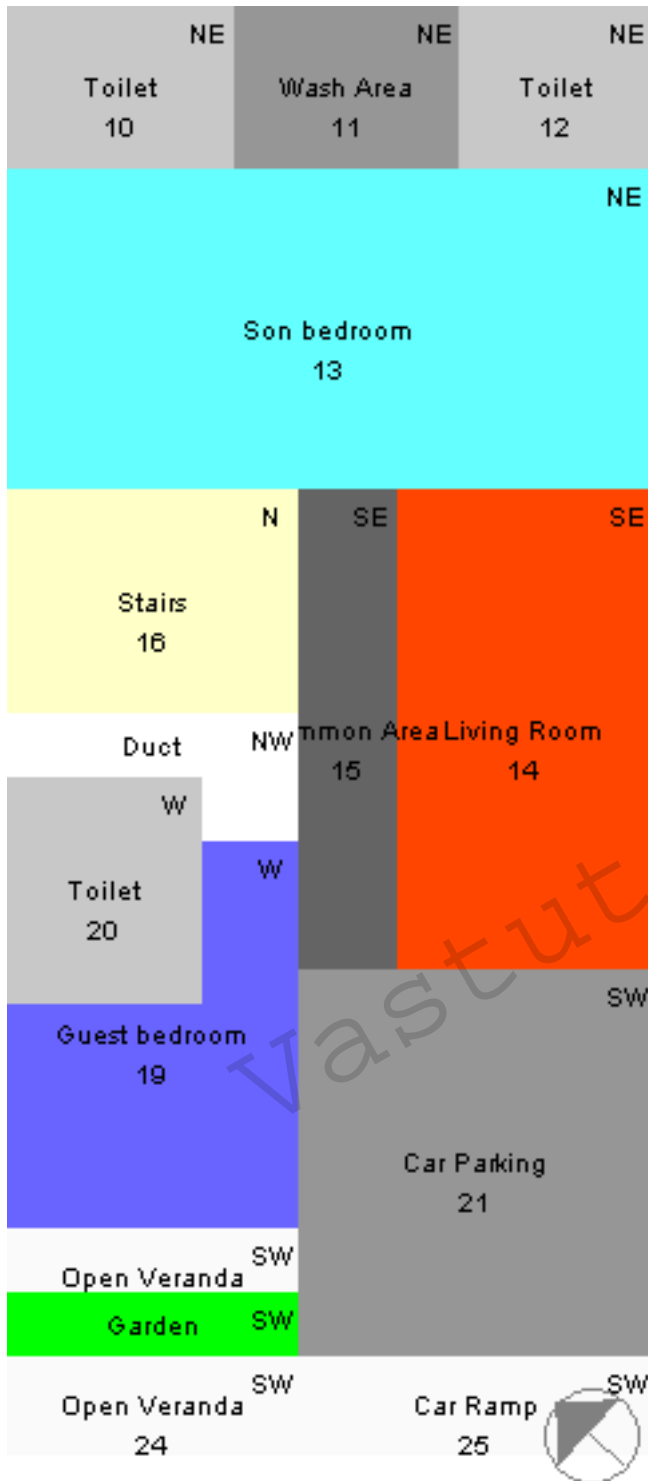 NE
Toilet
10
NE
Wash Area
11
NE
Toilet
12
NE
Son bedroom
13
N
Stairs
16
SE
mmon Area
15
SE
Living Room
14
Duct
NW
W
Toilet
20
W
Guest bedroom
19
SW
Car Parking
21
SW
Open Veranda
Garden
SW
SW
Open Veranda
24
SW
Car Ramp
25
vastut